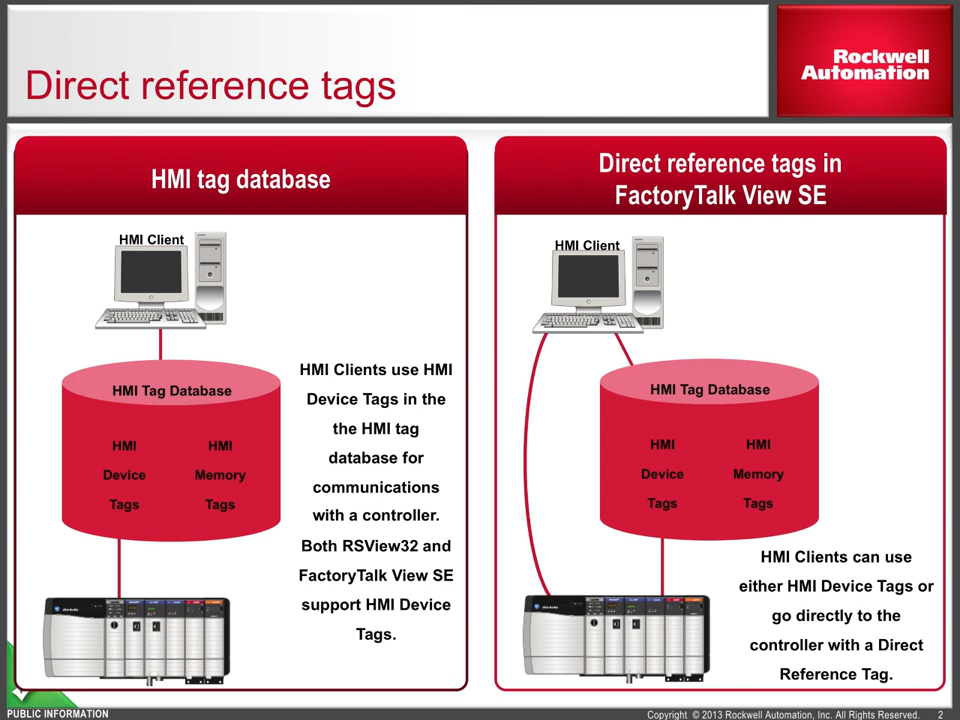 Direct reference tags
Rockwell
Automation
HMI tag database
HMI Client
HMI Tag Database
HMI
Device
Tags
HMI
Memory
Tags
HMI Clients use HMI
Device Tags in the
the HMI tag
database for
communications
with a controller.
Both RSView32 and
FactoryTalk View SE
support HMI Device
Tags.
Direct reference tags in
FactoryTalk View SE
HMI Client
HMI Tag Database
HMI
Device
Tags
HMI
Memory
Tags
HMI Clients can use
either HMI Device Tags or
go directly to the
controller with a Direct
Reference Tag.
PUBLIC INFORMATION
Copyright © 2013 Rockwell Automation, Inc. All Rights Reserved.
2